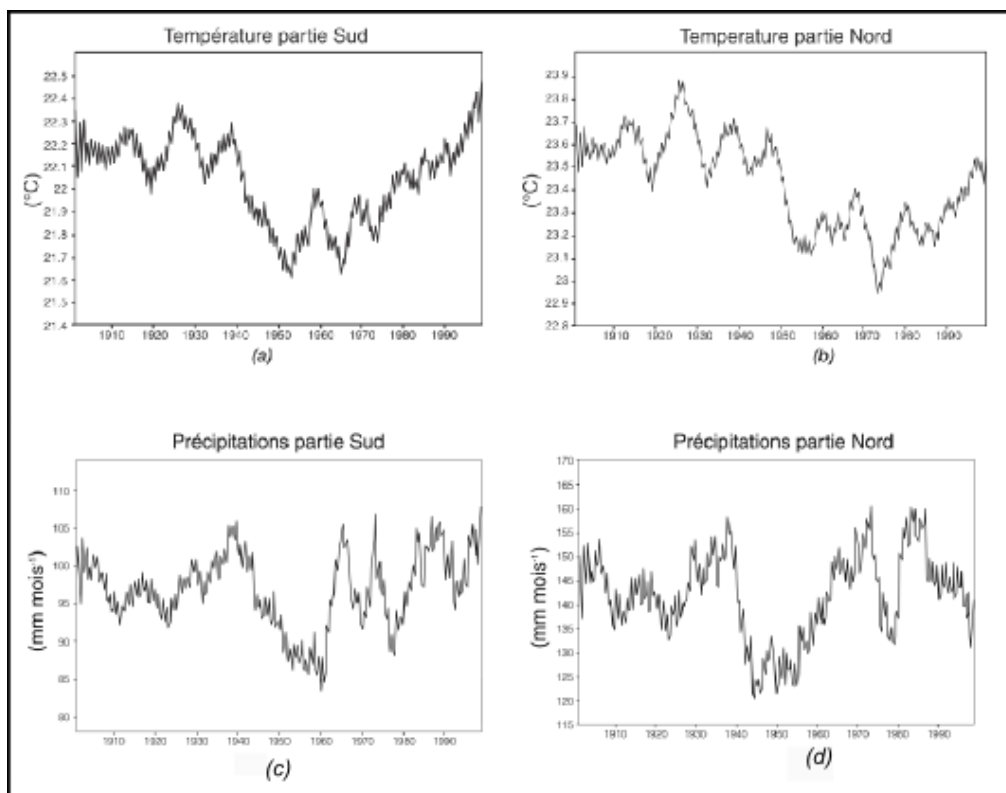 Température partie Sud
22.5
22.4
22.3
22.2
22.1
22
21.9
21.8
21.7
21.6
21.5
21.4
(°C)
1910 1920 1930 1940 1950 1960 1970 1980 1990
(a)
Temperature partie Nord
23.9
23.8
23.7
23.6
23.5
23.4
23.3
23.2
23.1
23
22.9
22.8
(°C)
1910 1920 1930 1940 1950 1960 1970 1980 1990
(b)
Précipitations partie Sud
110
105
100
95
90
85
80
(mm mois⁻¹)
1910 1920 1930 1940 1950 1960 1970 1980 1990
(c)
Précipitations partie Nord
170
165
160
155
150
145
140
135
130
125
120
115
(mm mois⁻¹)
1910 1920 1930 1940 1950 1960 1970 1980 1990
(d)